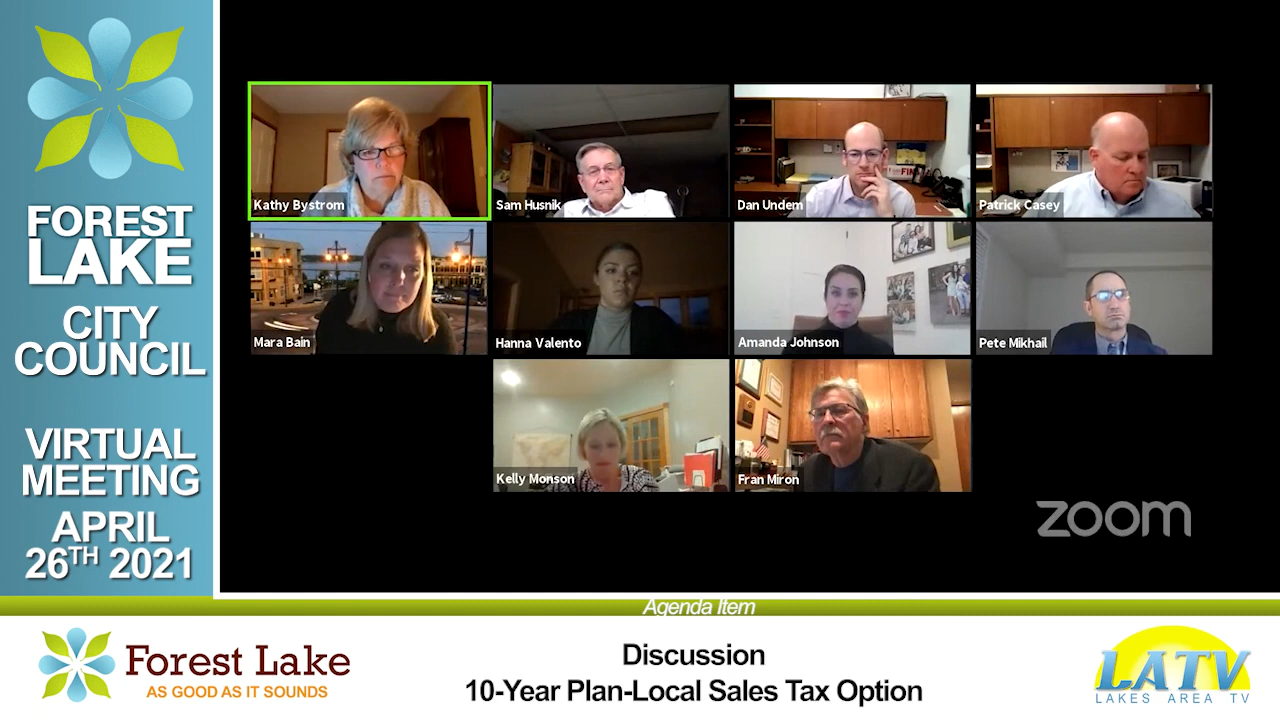 FOREST
LAKE
CITY
COUNCIL
VIRTUAL
MEETING
APRIL
26TH 2021
Kathy Bystrom
Sam Husnik
Dan Undem
Patrick Casey
Mara Bain
Hanna Valento
Amanda Johnson
Pete Mikhail
Kelly Monson
Fran Miron
zoom
Agenda Item
Forest Lake
AS GOOD AS IT SOUNDS
Discussion
10-Year Plan-Local Sales Tax Option
LATV
LAKES AREA TV